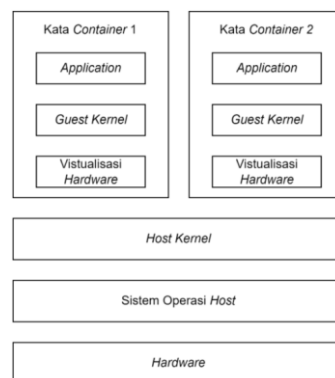 Kata Container 1
Application
Guest Kernel
Vistualisasi
Hardware
Kata Container 2
Application
Guest Kernel
Vistualisasi
Hardware
Host Kernel
Sistem Operasi Host
Hardware